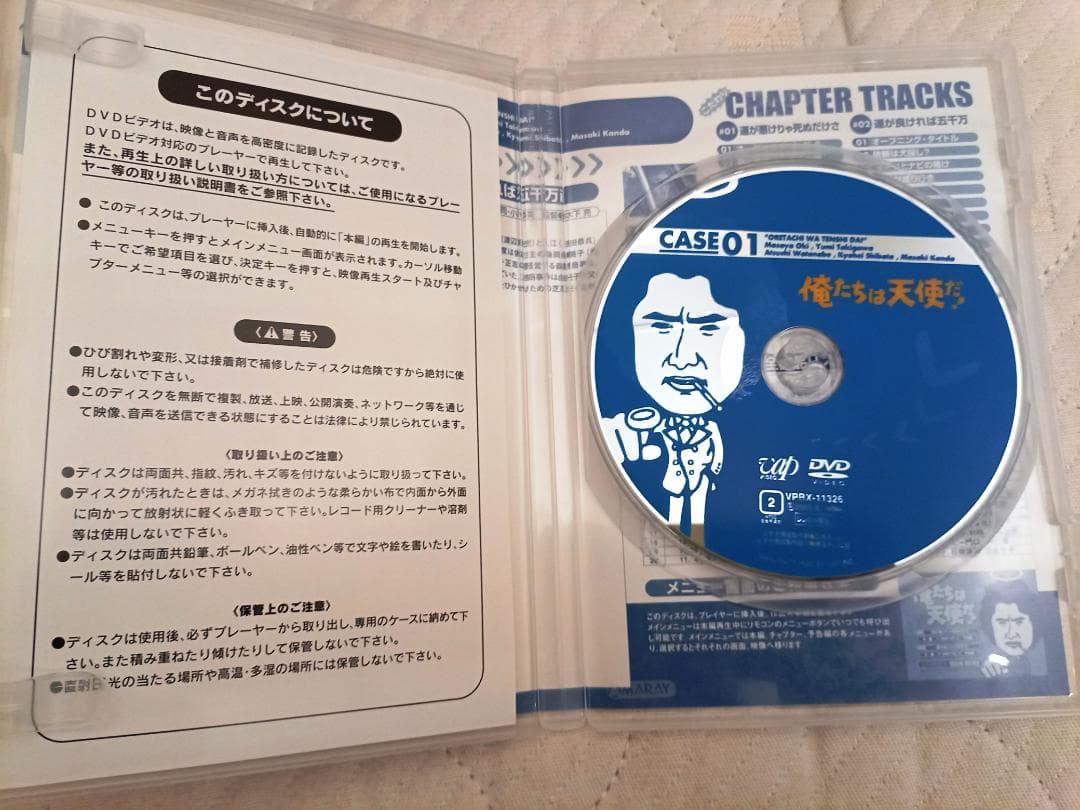 このディスクについて
DVDビデオは、映像と音声を高密度に記録したディスクです。
DVDビデオ対応のプレーヤーで再生して下さい。
また、再生上の詳しい取り扱い方については、ご使用になるプレー
ヤー等の取り扱い説明書をご参照下さい。
● このディスクは、プレーヤーに挿入後、自動的に「本編」の再生を開始します。
●メニューキーを押すとメインメニュー画面が表示されます。カーソル移動
キーでご希望項目を選び、決定キーを押すと、映像再生スタート及びチャ
プターメニュー等の選択ができます。
〈⚠警告〉
●ひび割れや変形、又は接着剤で補修したディスクは危険ですから絶対に使
用しないで下さい。
●このディスクを無断で複製、放送、上映、公開演奏、ネットワーク等を通じ
て映像、音声を送信できる状態にすることは法律により禁じられています。
〈取り扱い上のご注意〉
●ディスクは両面共、指紋、汚れ、キズ等を付けないように取り扱って下さい。
●ディスクが汚れたときは、メガネ拭きのような柔らかい布で内面から外面
に向かって放射状に軽くふき取って下さい。レコード用クリーナーや溶剤
等は使用しないで下さい。
●ディスクは両面共鉛筆、ボールペン、油性ペン等で文字や絵を書いたり、シ
ール等を貼付しないで下さい。
〈保管上のご注意〉
●ディスクは使用後、必ずプレーヤーから取り出し、専用のケースに納めて下
さい。また積み重ねたり傾けたりして保管しないで下さい。
●直射日光の当たる場所や高温・多湿の場所には保管しないで下さい。
Masaki Kanda
CHAPTER TRACKS
#01 運が悪けりゃ死ぬだけさ
#02 運が良ければ五千万
01 オープニング・タイトル
CASE01
"ORETACHI WA TENSHI DA!"
Masaya Oki , Yumi Takigawa
Atsushi Watanabe , Kyohei Shibata , Masaki Kanda
俺たちは天使だ!
vap
VIDEO
DVD
VIDEO
2
VPBX-11326
メニュー
このディスクは、プレイヤーに挿入後、
メインメニューは本編再生中にリモコンのメニューボタンでいつでも呼び出
し可能です メインメニューでは本編、チャプター、予告編の各メニューがあ
り、選択するとそれぞれの画面、映像へ移ります
俺たちは
天使だ!
AMARAY